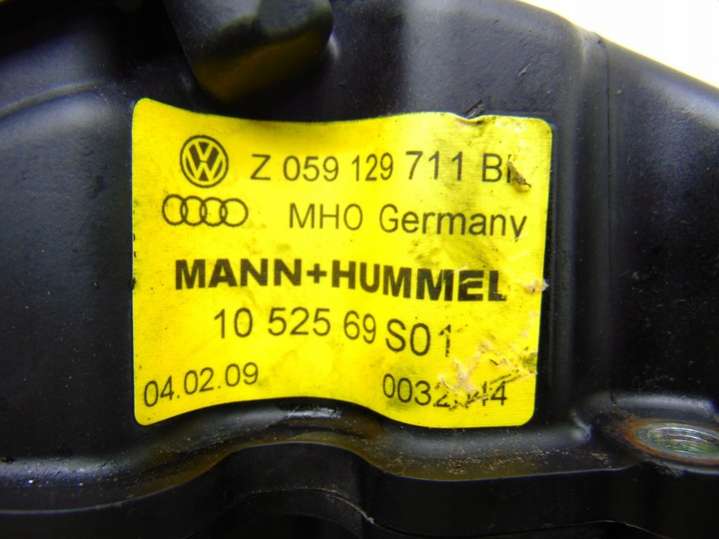 Z 059 129 711
MHO Germany
MANN+HUMMEL
10 525 69 S01
04.02.09